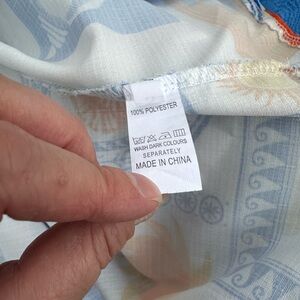 100% POLYESTER
WASH DARK COLOURS
SEPARATELY
MADE IN CHINA